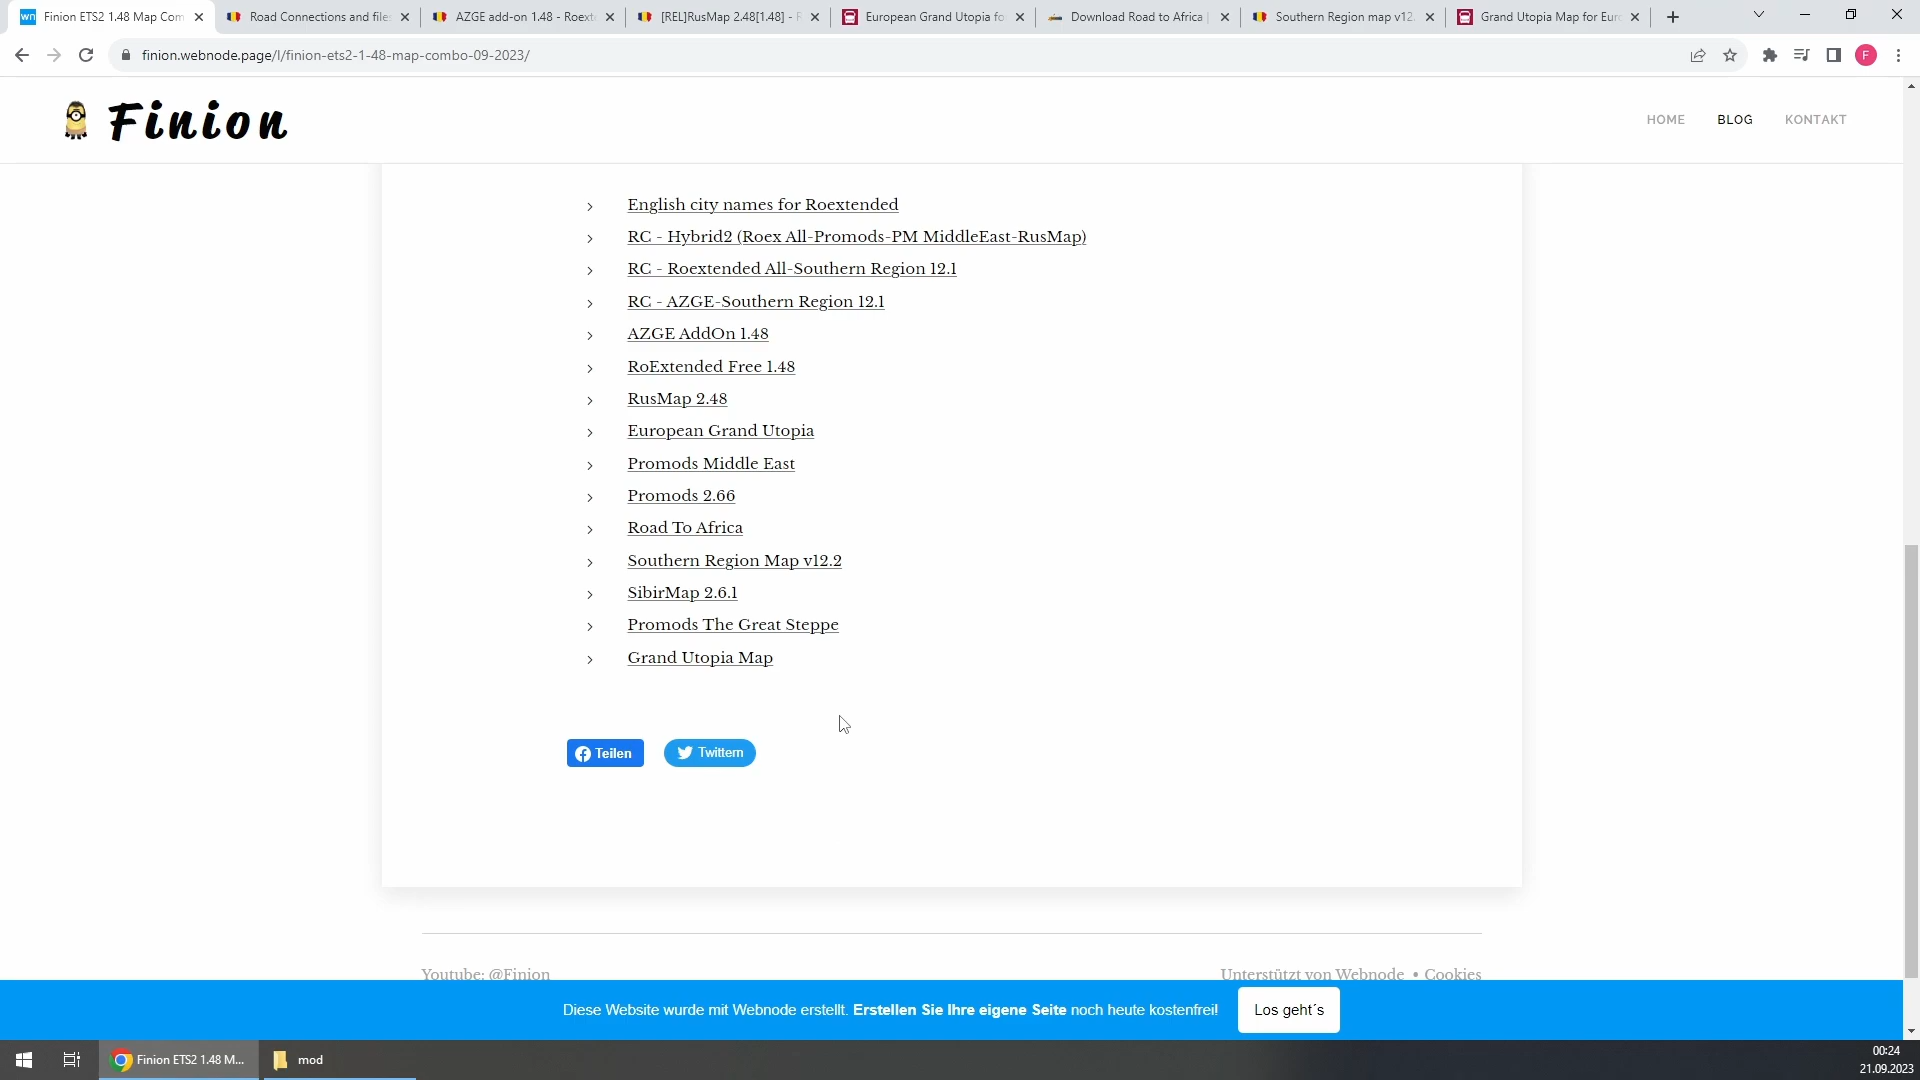 wn Finion ETS2 1.48 Map Com
Road Connections and file
AZGE add-on 1.48 - Roext
[REL]RusMap 2.48[1.48] - R
European Grand Utopia fo
Download Road to Africa |
Southern Region map v12.
Grand Utopia Map for Euro
finion.webnode.page/l/finion-ets2-1-48-map-combo-09-2023/
F
Finion
HOME
BLOG
KONTAKT
English city names for Roextended
RC - Hybrid2 (Roex All-Promods-PM MiddleEast-RusMap)
RC - Roextended All-Southern Region 12.1
RC - AZGE-Southern Region 12.1
AZGE AddOn 1.48
RoExtended Free 1.48
RusMap 2.48
European Grand Utopia
Promods Middle East
Promods 2.66
Road To Africa
Southern Region Map v12.2
SibirMap 2.6.1
Promods The Great Steppe
Grand Utopia Map
Teilen
Twittern
Youtube: @Finion
Unterstützt von Webnode • Cookies
Diese Website wurde mit Webnode erstellt. Erstellen Sie Ihre eigene Seite noch heute kostenfrei!
Los geht´s
Finion ETS2 1.48 M...
mod
00:24
21.09.2023